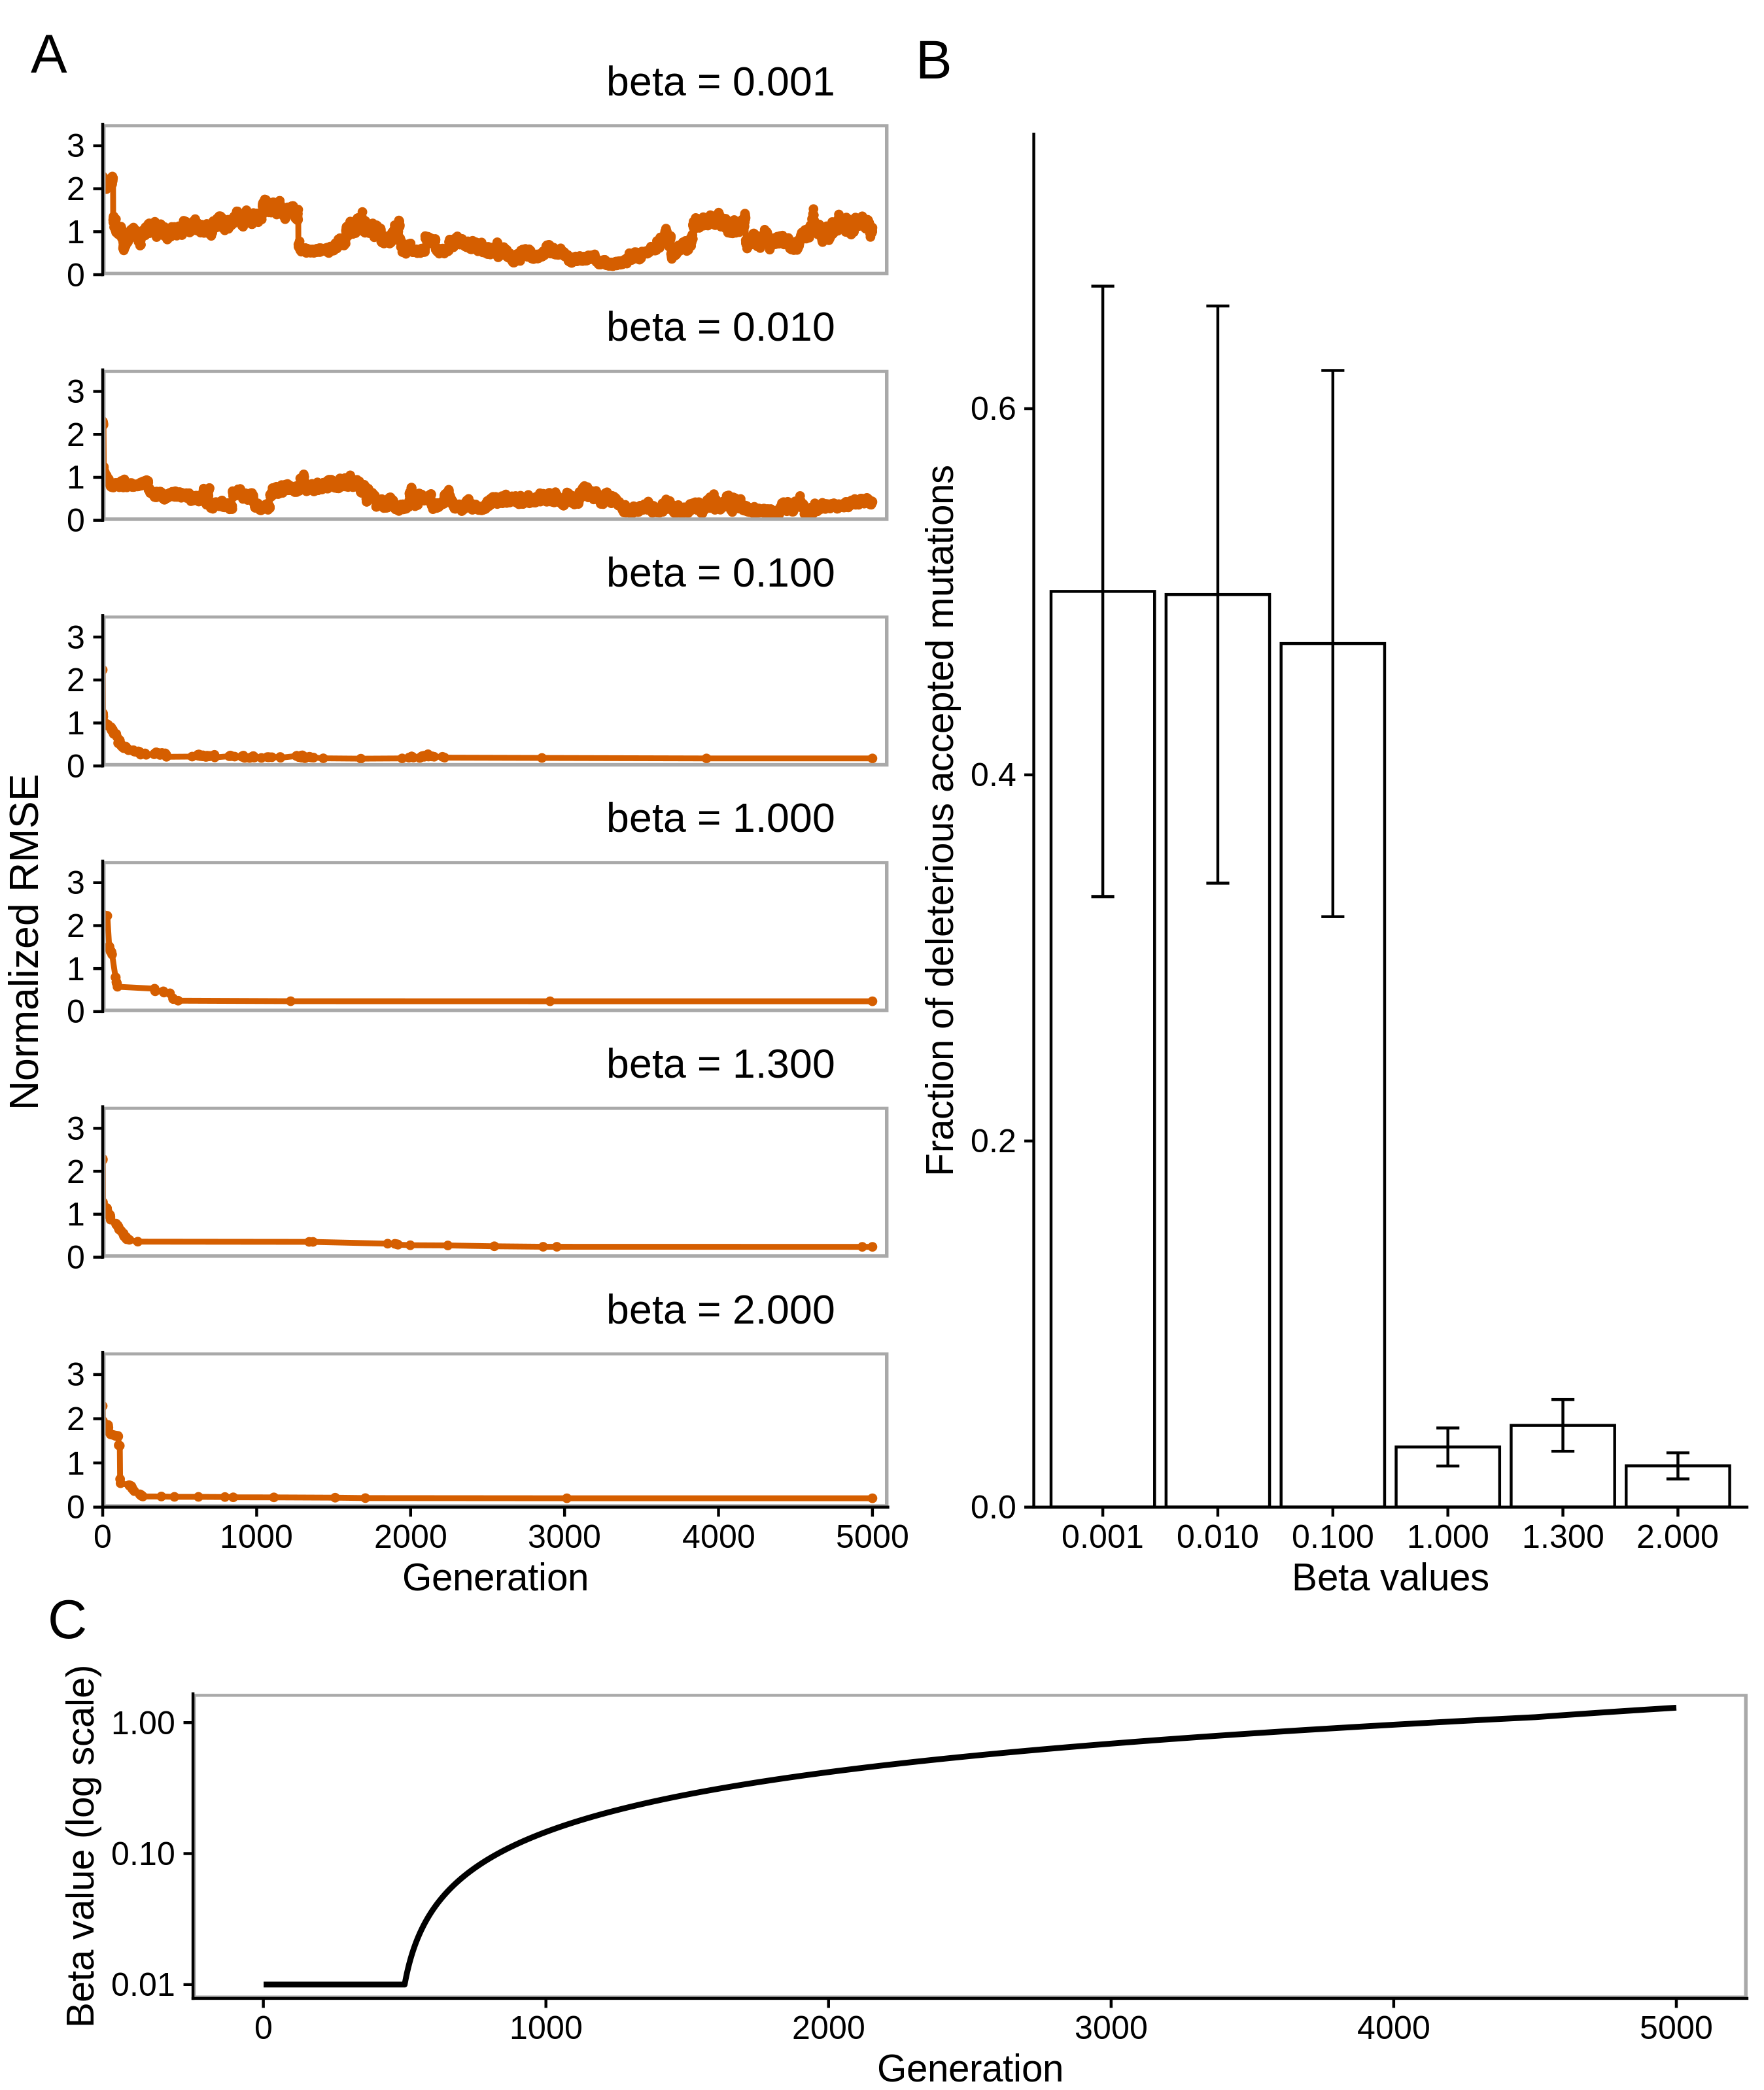 A
beta = 0.001
3
2
1
0
beta = 0.010
3
2
1
0
beta = 0.100
3
2
1
0
beta = 1.000
3
2
1
0
beta = 1.300
3
2
1
0
beta = 2.000
3
2
1
0
0 1000 2000 3000 4000 5000
Generation
Normalized RMSE
B
Fraction of deleterious accepted mutations
0.6
0.4
0.2
0.0
0.001 0.010 0.100 1.000 1.300 2.000
Beta values
C
Beta value (log scale)
1.00
0.10
0.01
0 1000 2000 3000 4000 5000
Generation